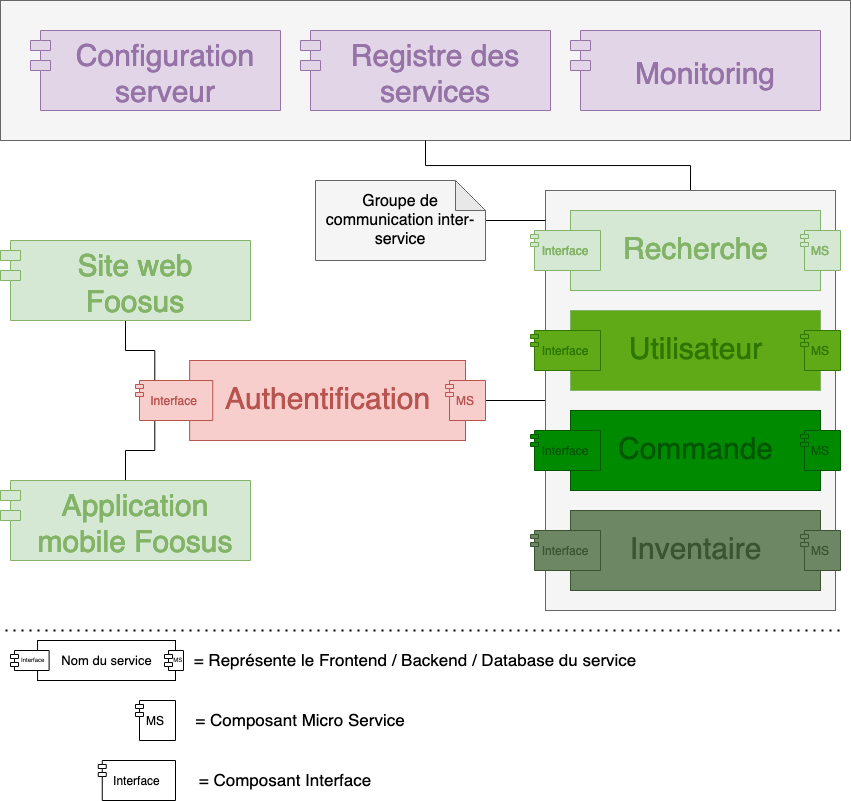 Configuration
serveur
Registre des
services
Monitoring
Groupe de
communication inter-
service
Interface
Recherche
MS
Site web
Foosus
Interface
Utilisateur
MS
Interface
Authentification
MS
Interface
Commande
MS
Application
mobile Foosus
Interface
Inventaire
MS
Interface
Nom du service
MS
= Représente le Frontend / Backend / Database du service
MS
= Composant Micro Service
Interface
= Composant Interface